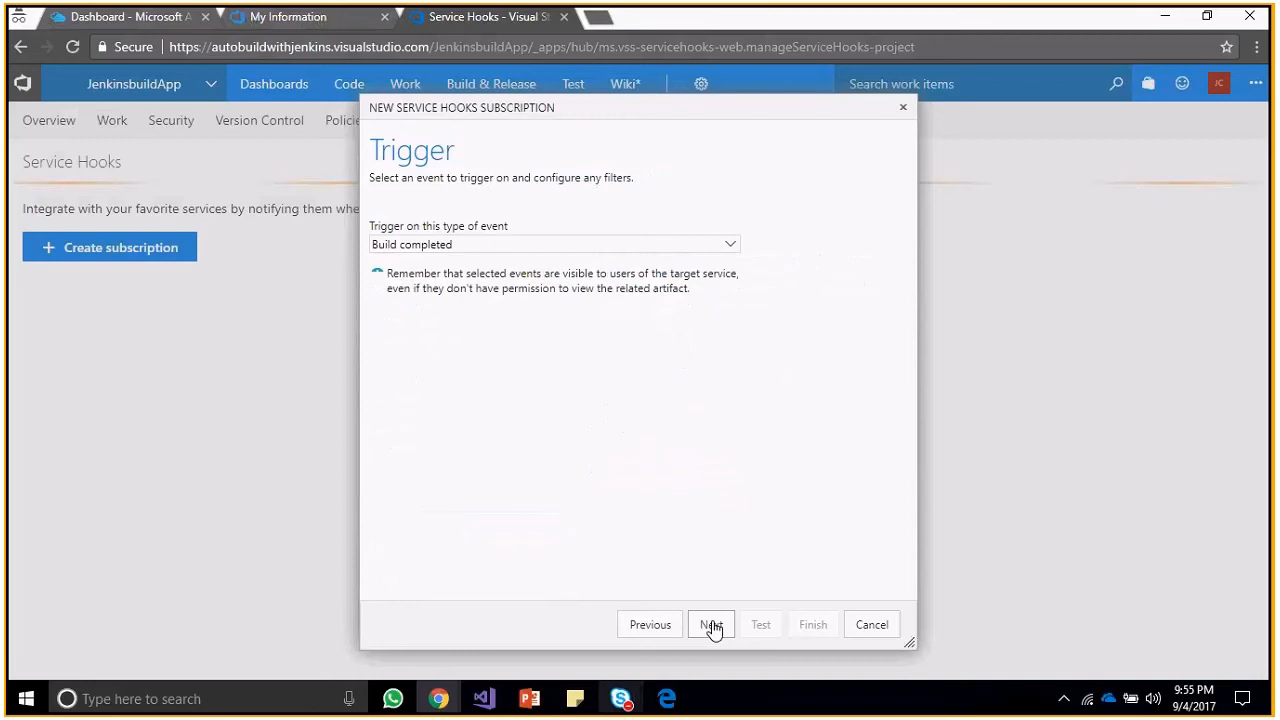 Dashboard - Microsoft A
My Information
Service Hooks - Visual St
Secure
https://autobuildwithjenkins.visualstudio.com/JenkinsbuildApp/_apps/hub/ms.vss-servicehooks-web.manageServiceHooks-project
JenkinsbuildApp
Dashboards
Code
Work
Build & Release
Test
Wiki*
Search work items
JC
Overview
Work
Security
Version Control
Policie
NEW SERVICE HOOKS SUBSCRIPTION
Service Hooks
Trigger
Select an event to trigger on and configure any filters.
Integrate with your favorite services by notifying them whe
Trigger on this type of event
+ Create subscription
Build completed
Remember that selected events are visible to users of the target service,
even if they don't have permission to view the related artifact.
Previous
Next
Test
Finish
Cancel
Type here to search
9:55 PM
9/4/2017